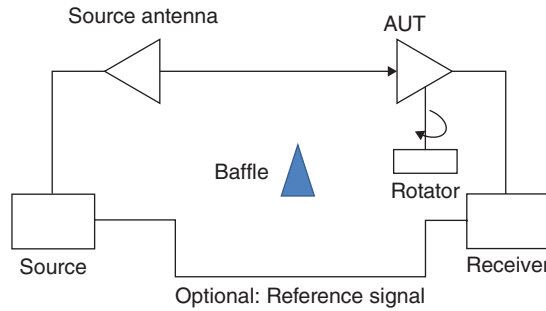 Source antenna
AUT
Baffle
Rotator
Source
Receiver
Optional: Reference signal